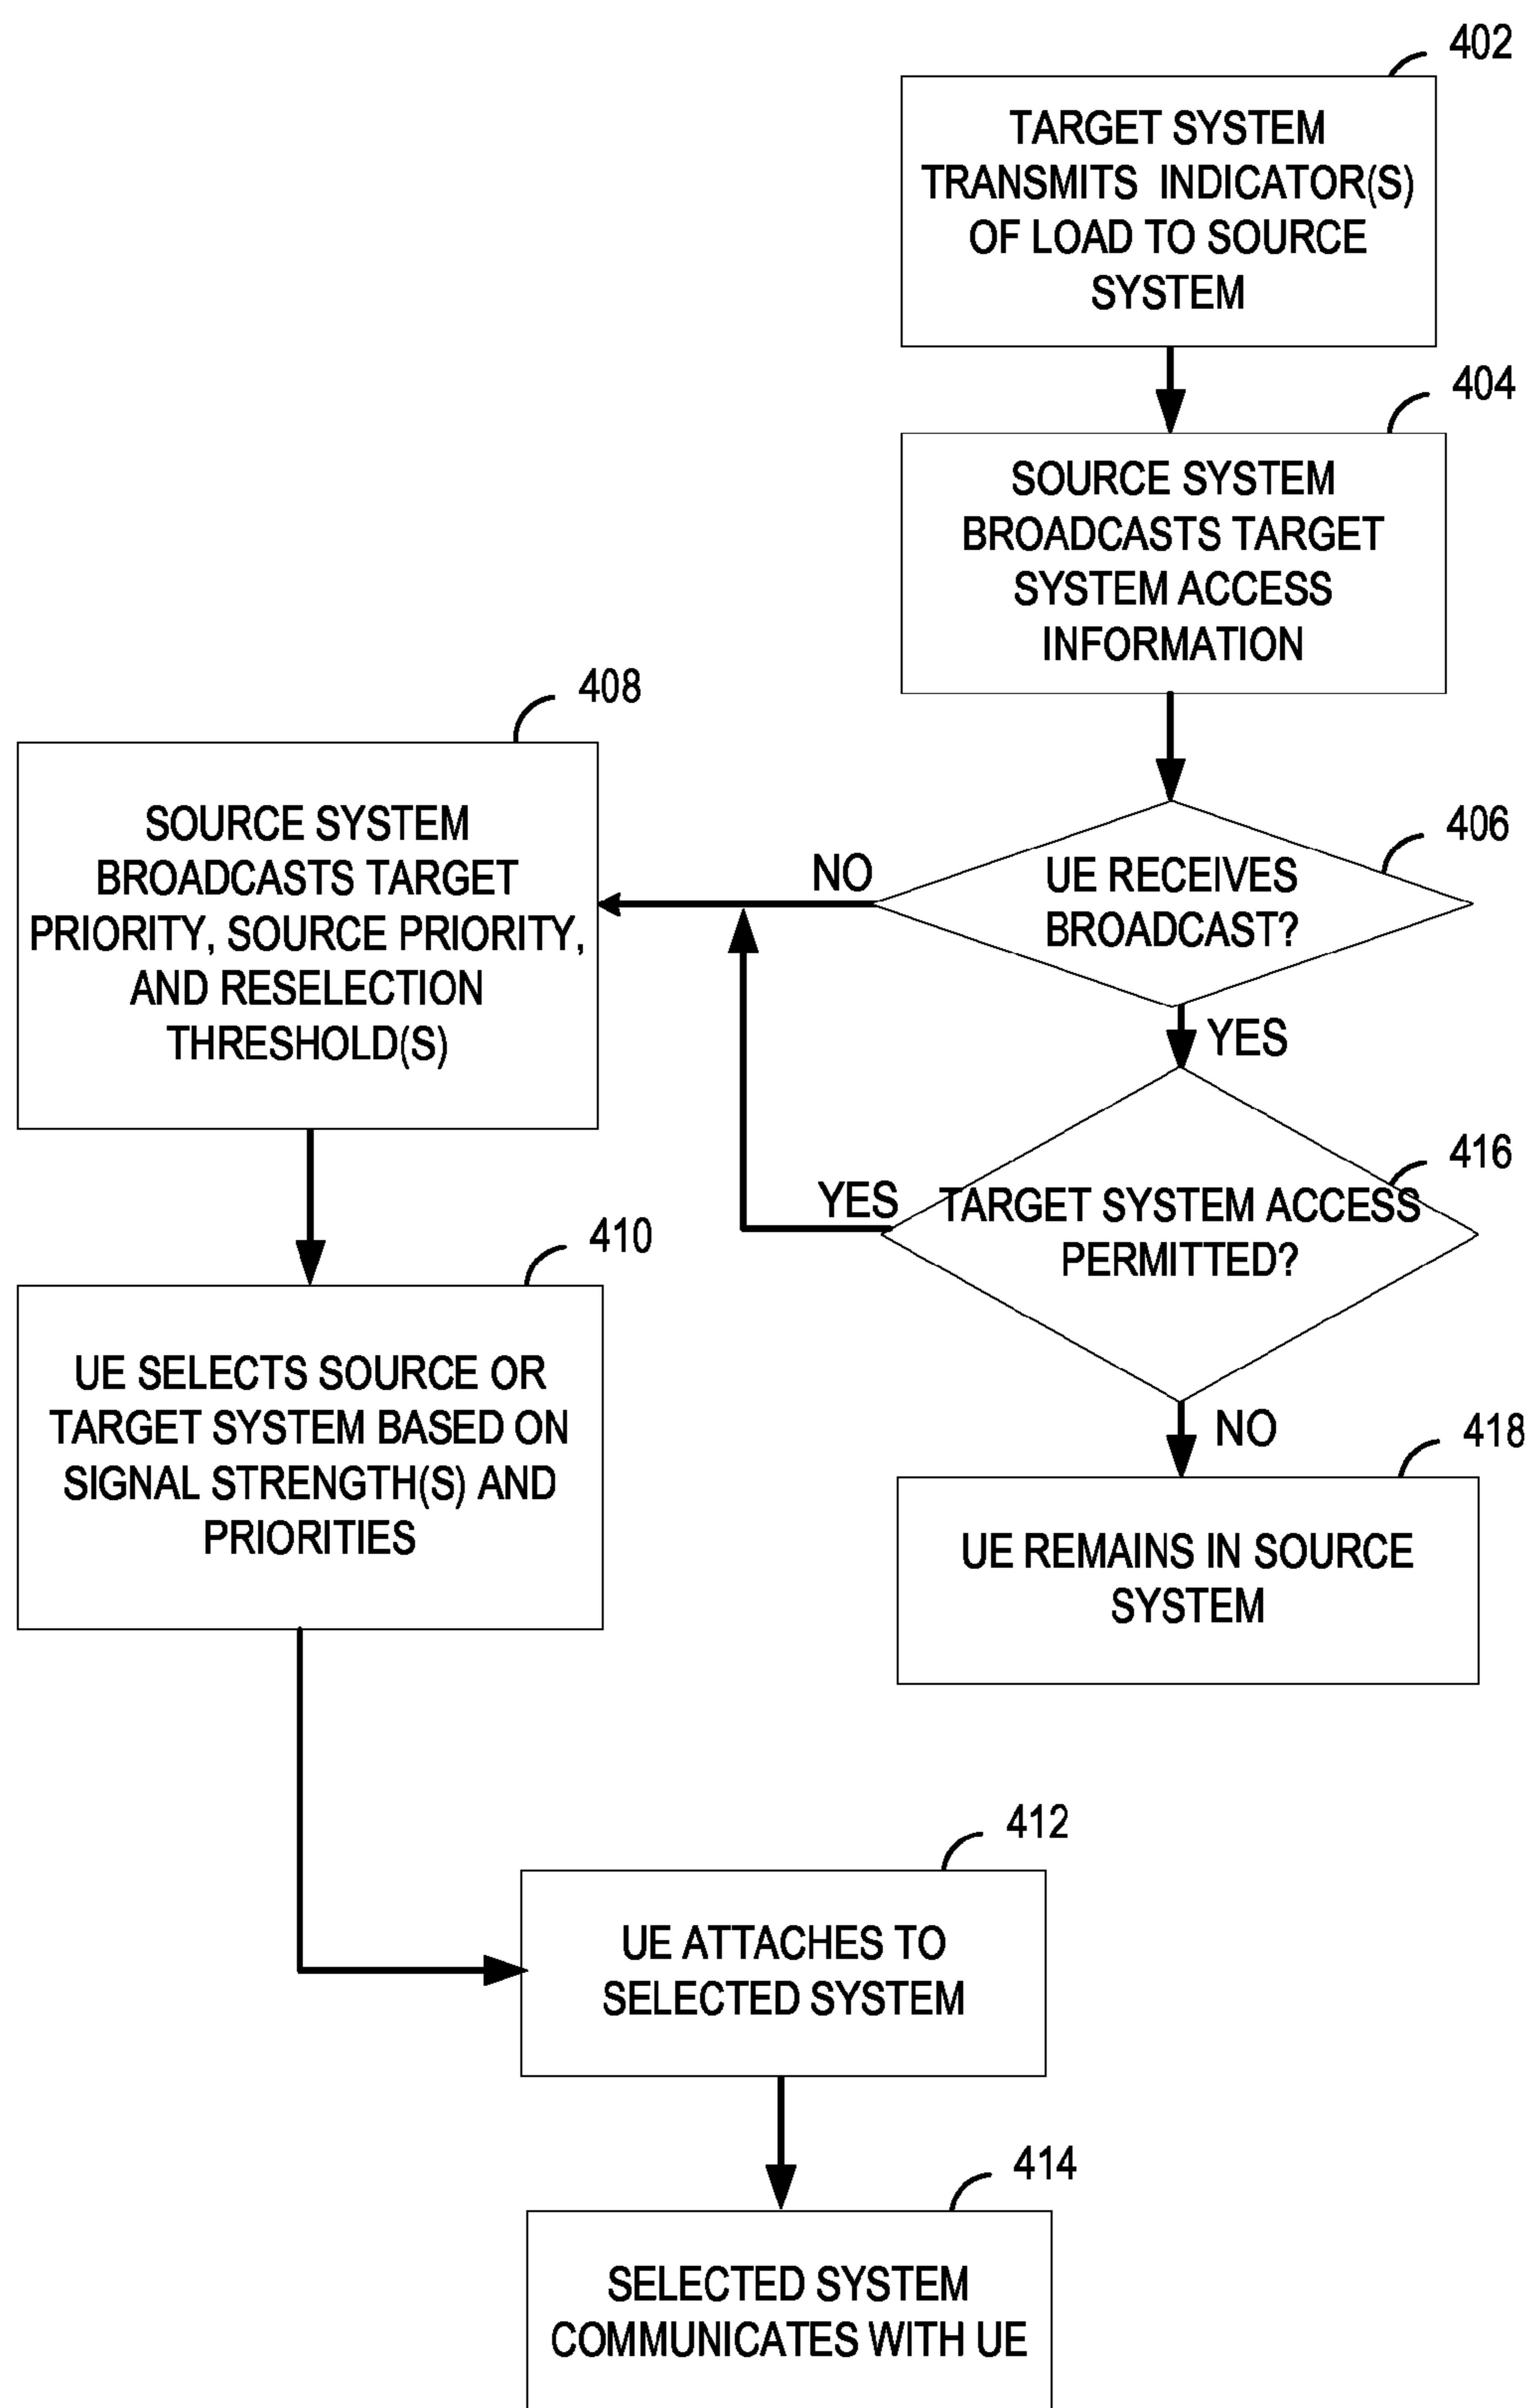 402
TARGET SYSTEM
TRANSMITS INDICATOR(S)
OF LOAD TO SOURCE
SYSTEM
404
SOURCE SYSTEM
BROADCASTS TARGET
SYSTEM ACCESS
INFORMATION
406
UE RECEIVES
BROADCAST?
NO
YES
408
SOURCE SYSTEM
BROADCASTS TARGET
PRIORITY, SOURCE PRIORITY,
AND RESELECTION
THRESHOLD(S)
416
TARGET SYSTEM ACCESS
PERMITTED?
YES
NO
410
UE SELECTS SOURCE OR
TARGET SYSTEM BASED ON
SIGNAL STRENGTH(S) AND
PRIORITIES
418
UE REMAINS IN SOURCE
SYSTEM
412
UE ATTACHES TO
SELECTED SYSTEM
414
SELECTED SYSTEM
COMMUNICATES WITH UE